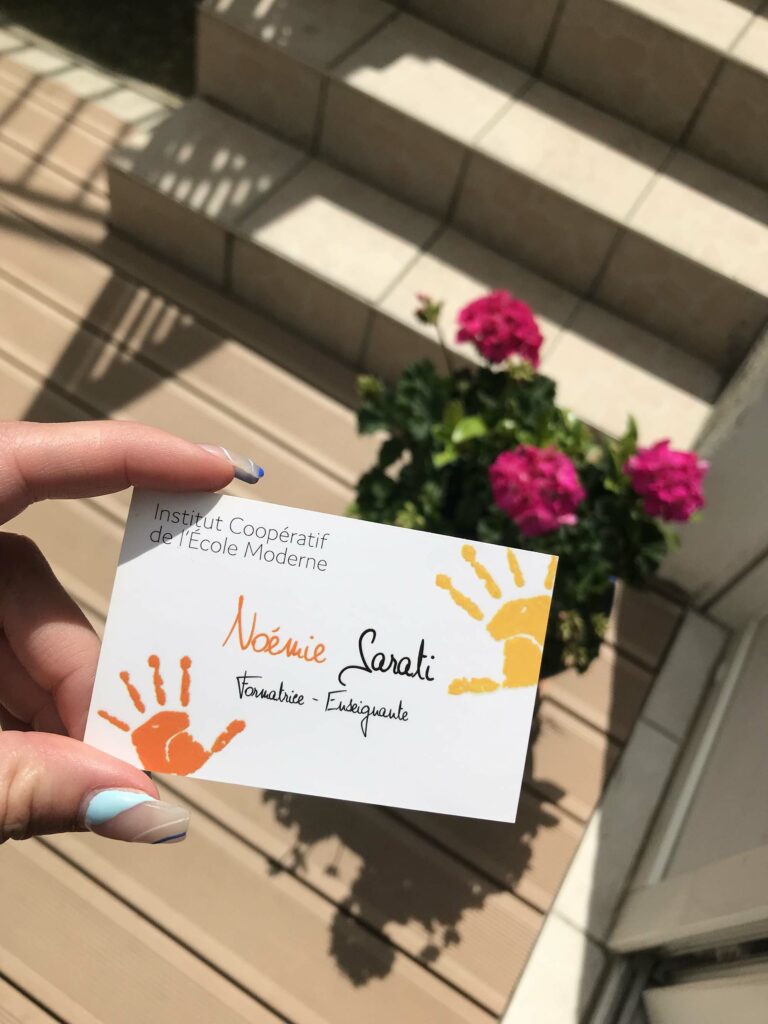 Institut Coopératif
de l'École Moderne
Noémie Sarati
Formatrice - Enseignante